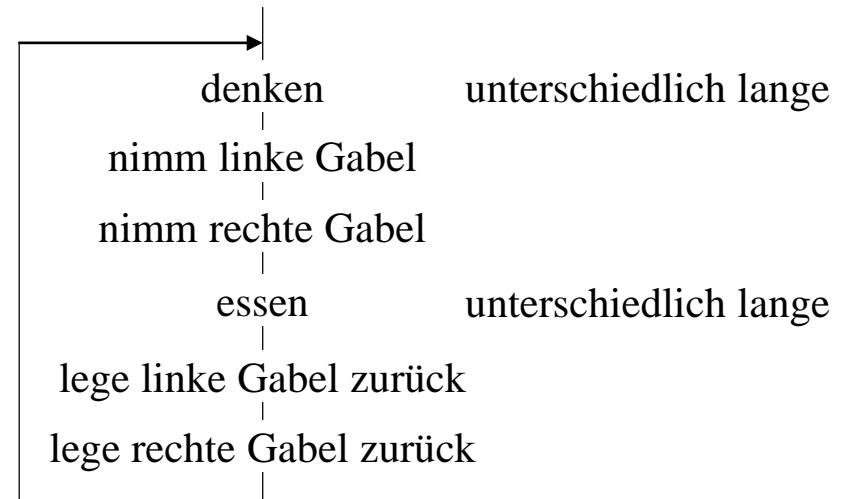 denken unterschiedlich lange
nimm linke Gabel
nimm rechte Gabel
essen unterschiedlich lange
lege linke Gabel zurück
lege rechte Gabel zurück